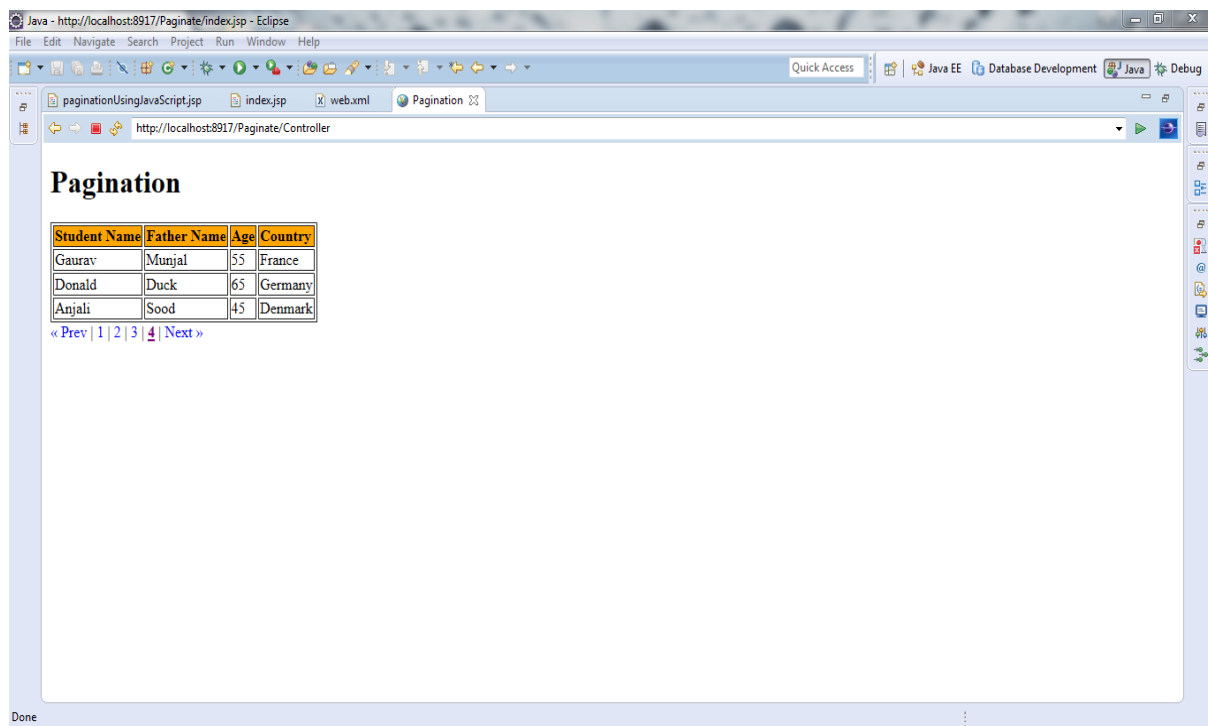 Java - http://localhost:8917/Paginate/index.jsp - Eclipse
File Edit Navigate Search Project Run Window Help
Quick Access Java EE Database Development Java Debug
paginationUsingJavaScript.jsp index.jsp web.xml Pagination
http://localhost:8917/Paginate/Controller
Pagination
Student Name Father Name Age Country
Gaurav Munjal 55 France
Donald Duck 65 Germany
Anjali Sood 45 Denmark
« Prev | 1 | 2 | 3 | 4 | Next »
Done